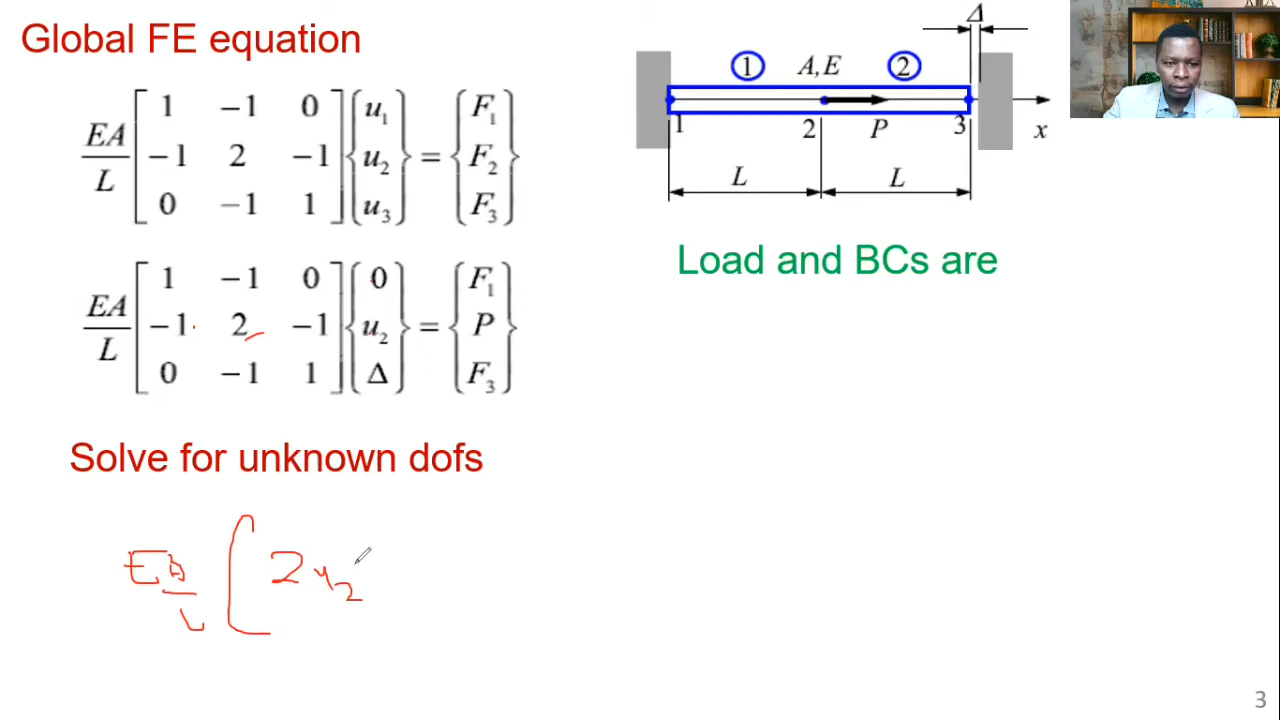 Global FE equation
EA/L [1 −1 0; −1 2 −1; 0 −1 1] {u₁; u₂; u₃} = {F₁; F₂; F₃}
EA/L [1 −1 0; −1 2 −1; 0 −1 1] {0; u₂; Δ} = {F₁; P; F₃}
Solve for unknown dofs
EA/L [2u₂
Δ
1 A,E 2
1 2 P 3 x
L L
Load and BCs are
3